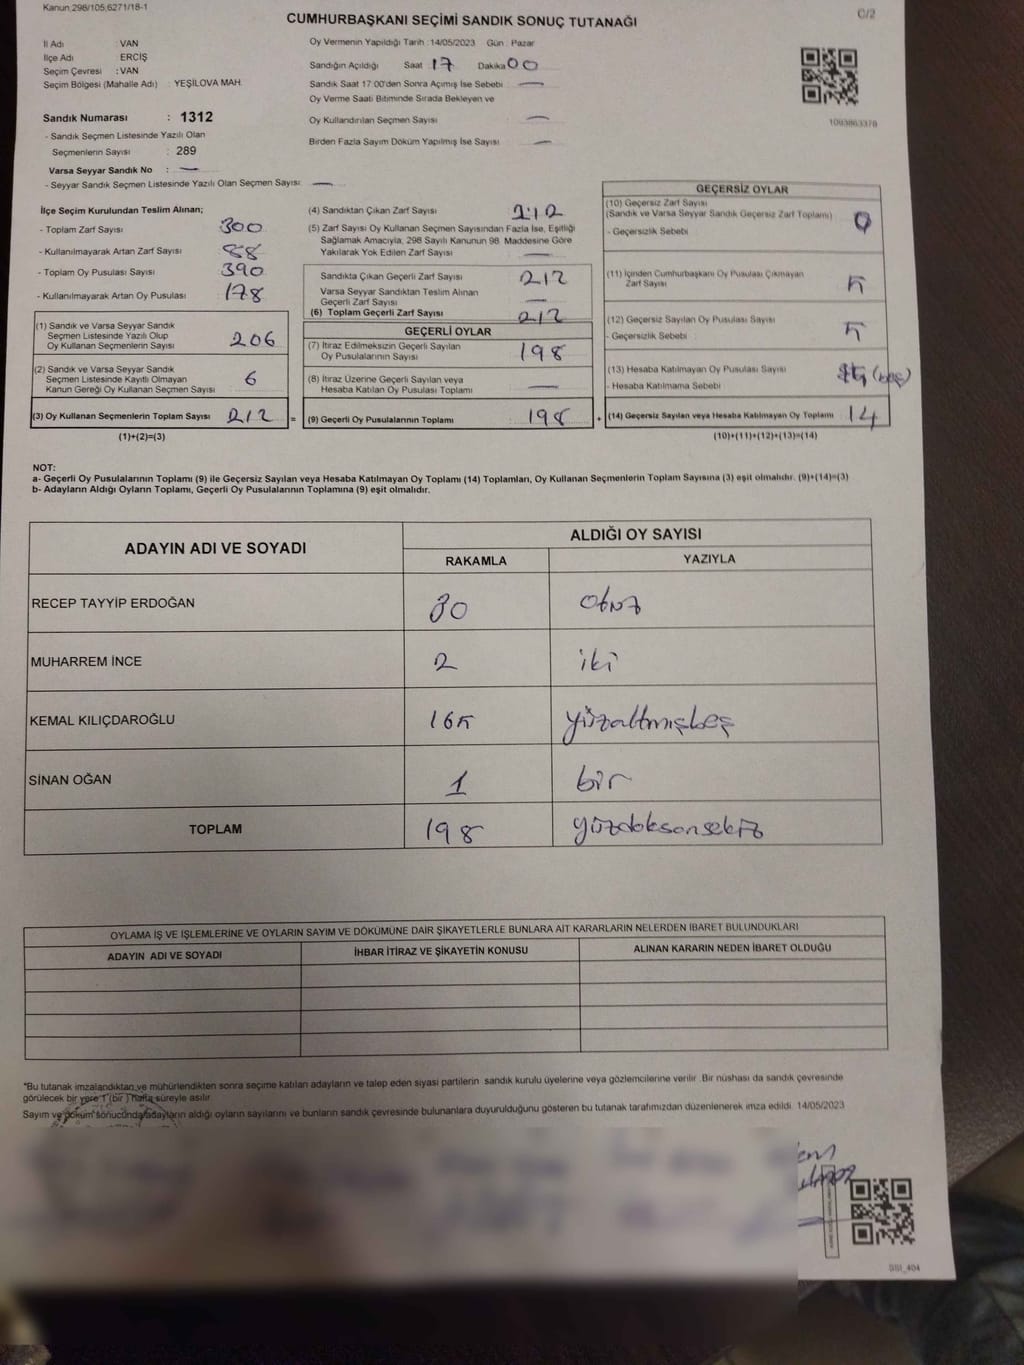 Kanun,298/105,6271/18-1
CUMHURBAŞKANI SEÇİMİ SANDIK SONUÇ TUTANAĞI
C/2
İl Adı : VAN
İlçe Adı : ERCİŞ
Seçim Çevresi : VAN
Seçim Bölgesi (Mahalle Adı) : YEŞİLOVA MAH.
Oy Vermenin Yapıldığı Tarih :14/05/2023 Gün : Pazar
Sandığın Açıldığı Saat 17 Dakika 00
Sandık Saat 17:00'den Sonra Açımış İse Sebebi —
Oy Verme Saati Bitiminde Sırada Bekleyen ve
Oy Kullandırılan Seçmen Sayısı —
Birden Fazla Sayım Döküm Yapılmış İse Sayısı —
1093863379
Sandık Numarası : 1312
- Sandık Seçmen Listesinde Yazılı Olan
Seçmenlerin Sayısı : 289
Varsa Seyyar Sandık No : —
- Seyyar Sandık Seçmen Listesinde Yazılı Olan Seçmen Sayısı: —
İlçe Seçim Kurulundan Teslim Alınan;
- Toplam Zarf Sayısı 300
- Kullanılmayarak Artan Zarf Sayısı 88
- Toplam Oy Pusulası Sayısı 390
- Kullanılmayarak Artan Oy Pusulası 178
(1) Sandık ve Varsa Seyyar Sandık
Seçmen Listesinde Yazılı Olup
Oy Kullanan Seçmenlerin Sayısı 206
(2) Sandık ve Varsa Seyyar Sandık
Seçmen Listesinde Kayıtlı Olmayan
Kanun Gereği Oy Kullanan Seçmen Sayısı 6
(3) Oy Kullanan Seçmenlerin Toplam Sayısı 212 =
(1)+(2)=(3)
(4) Sandıktan Çıkan Zarf Sayısı 212
(5) Zarf Sayısı Oy Kullanan Seçmen Sayısından Fazla İse, Eşitliği
Sağlamak Amacıyla, 298 Sayılı Kanunun 98. Maddesine Göre
Yakılarak Yok Edilen Zarf Sayısı —
Sandıkta Çıkan Geçerli Zarf Sayısı 212
Varsa Seyyar Sandıktan Teslim Alınan
Geçerli Zarf Sayısı —
(6) Toplam Geçerli Zarf Sayısı 212
GEÇERLİ OYLAR
(7) İtiraz Edilmeksizin Geçerli Sayılan
Oy Pusulalarının Sayısı 198
(8) İtiraz Üzerine Geçerli Sayılan veya
Hesaba Katılan Oy Pusulası Toplamı —
(9) Geçerli Oy Pusulalarının Toplamı 198 +
GEÇERSİZ OYLAR
(10) Geçersiz Zarf Sayısı
(Sandık ve Varsa Seyyar Sandık Geçersiz Zarf Toplamı) 0
- Geçersizlik Sebebi
(11) İçinden Cumhurbaşkanı Oy Pusulası Çıkmayan
Zarf Sayısı 5
(12) Geçersiz Sayılan Oy Pusulası Sayısı 5
- Geçersizlik Sebebi
(13) Hesaba Katılmayan Oy Pusulası Sayısı (beş)
- Hesaba Katılmama Sebebi
(14) Geçersiz Sayılan veya Hesaba Katılmayan Oy Toplamı 14
(10)+(11)+(12)+(13)=(14)
NOT:
a- Geçerli Oy Pusulalarının Toplamı (9) ile Geçersiz Sayılan veya Hesaba Katılmayan Oy Toplamı (14) Toplamları, Oy Kullanan Seçmenlerin Toplam Sayısına (3) eşit olmalıdır. (9)+(14)=(3)
b- Adayların Aldığı Oyların Toplamı, Geçerli Oy Pusulalarının Toplamına (9) eşit olmalıdır.
ADAYIN ADI VE SOYADI
ALDIĞI OY SAYISI
RAKAMLA YAZIYLA
RECEP TAYYİP ERDOĞAN 30 otuz
MUHARREM İNCE 2 iki
KEMAL KILIÇDAROĞLU 165 yüzaltmışbeş
SİNAN OĞAN 1 bir
TOPLAM 198 yüzdoksansekiz
OYLAMA İŞ VE İŞLEMLERİNE VE OYLARIN SAYIM VE DÖKÜMÜNE DAİR ŞİKAYETLERLE BUNLARA AİT KARARLARIN NELERDEN İBARET BULUNDUKLARI
ADAYIN ADI VE SOYADI İHBAR İTİRAZ VE ŞİKAYETİN KONUSU ALINAN KARARIN NEDEN İBARET OLDUĞU
*Bu tutanak imzalandıktan ve mühürlendikten sonra seçime katılan adayların ve talep eden siyasi partilerin sandık kurulu üyelerine veya gözlemcilerine verilir .Bir nüshası da sandık çevresinde
görülecek bir yere 1 (bir ) hafta süreyle asılır.
Sayım ve döküm sonucunda adayların aldığı oyların sayılarını ve bunların sandık çevresinde bulunanlara duyurulduğunu gösteren bu tutanak tarafımızdan düzenlenerek imza edildi. 14/05/2023
SSI_404